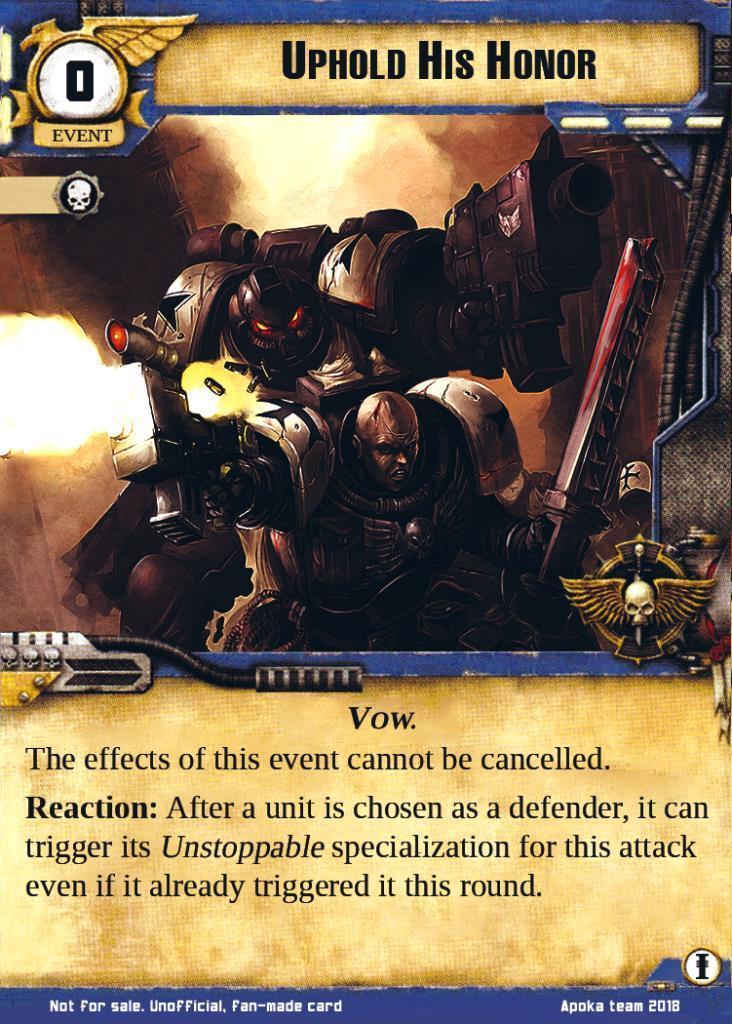 0
UPHOLD HIS HONOR
EVENT
Vow.
The effects of this event cannot be cancelled.
Reaction: After a unit is chosen as a defender, it can
trigger its Unstoppable specialization for this attack
even if it already triggered it this round.
I
Not for sale. Unofficial, fan-made card
Apoka team 2018